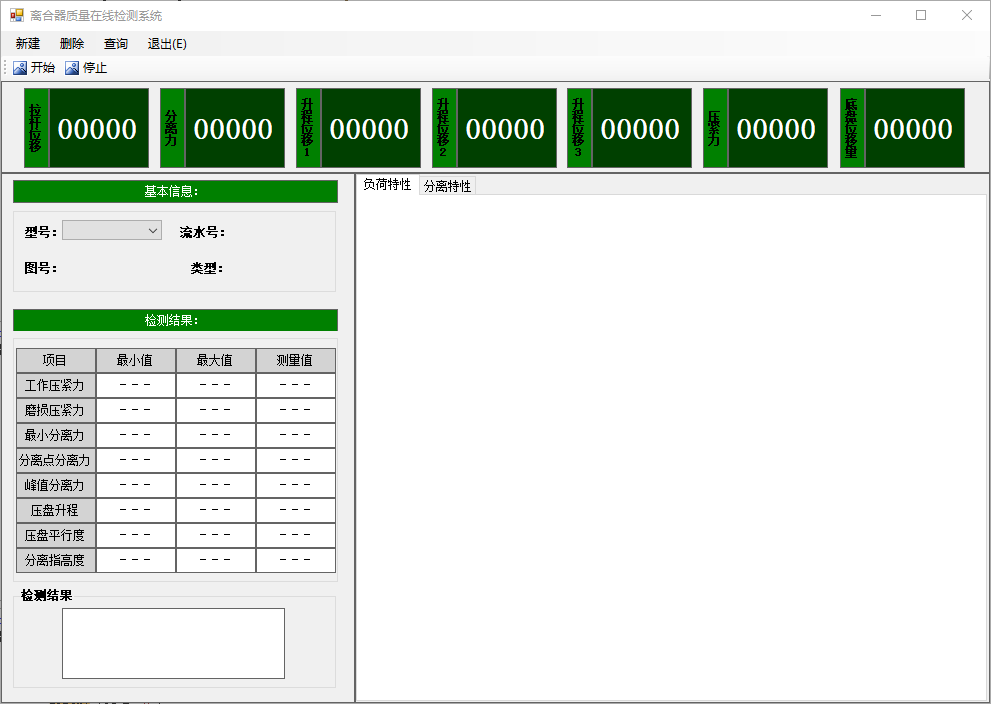 离合器质量在线检测系统
新建 删除 查询 退出(E)
开始 停止
拉杆位移 00000 分离力 00000 升程位移1 00000 升程位移2 00000 升程位移3 00000 压紧力 00000 底盘位移量 00000
基本信息:
型号: 流水号:
图号: 类型:
检测结果:
项目 最小值 最大值 测量值
工作压紧力 --- --- ---
磨损压紧力 --- --- ---
最小分离力 --- --- ---
分离点分离力 --- --- ---
峰值分离力 --- --- ---
压盘升程 --- --- ---
压盘平行度 --- --- ---
分离指高度 --- --- ---
检测结果
负荷特性 分离特性